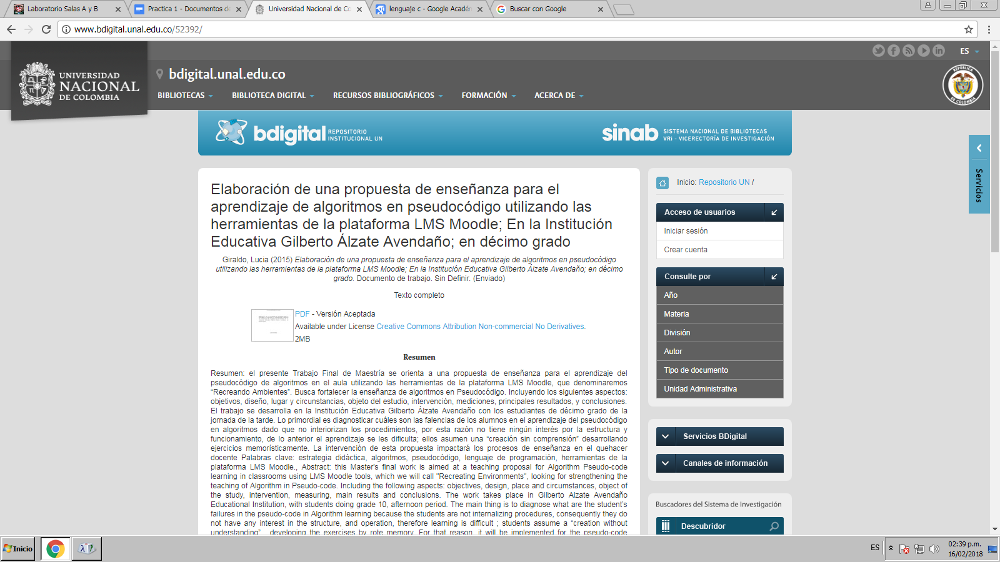 Laboratorio Salas A y B
Practica 1 - Documentos de
Universidad Nacional de Co
lenguaje c - Google Académ
Buscar con Google
www.bdigital.unal.edu.co/52392/
ES
UNIVERSIDAD
NACIONAL
DE COLOMBIA
bdigital.unal.edu.co
BIBLIOTECAS
BIBLIOTECA DIGITAL
RECURSOS BIBLIOGRÁFICOS
FORMACIÓN
ACERCA DE
REPÚBLICA
DE COLOMBIA
bdigital REPOSITORIO
INSTITUCIONAL UN
sinab SISTEMA NACIONAL DE BIBLIOTECAS
VRI - VICERECTORÍA DE INVESTIGACIÓN
Servicios
Elaboración de una propuesta de enseñanza para el
aprendizaje de algoritmos en pseudocódigo utilizando las
herramientas de la plataforma LMS Moodle; En la Institución
Educativa Gilberto Álzate Avendaño; en décimo grado
Giraldo, Lucia (2015) Elaboración de una propuesta de enseñanza para el aprendizaje de algoritmos en pseudocódigo
utilizando las herramientas de la plataforma LMS Moodle; En la Institución Educativa Gilberto Álzate Avendaño; en décimo
grado. Documento de trabajo. Sin Definir. (Enviado)
Texto completo
PDF - Versión Aceptada
Available under License Creative Commons Attribution Non-commercial No Derivatives.
2MB
Resumen
Resumen: el presente Trabajo Final de Maestría se orienta a una propuesta de enseñanza para el aprendizaje del
pseudocódigo de algoritmos en el aula utilizando las herramientas de la plataforma LMS Moodle, que denominaremos
“Recreando Ambientes”. Busca fortalecer la enseñanza de algoritmos en Pseudocódigo. Incluyendo los siguientes aspectos:
objetivos, diseño, lugar y circunstancias, objeto del estudio, intervención, mediciones, principales resultados, y conclusiones.
El trabajo se desarrolla en la Institución Educativa Gilberto Álzate Avendaño con los estudiantes de décimo grado de la
jornada de la tarde. Lo primordial es diagnosticar cuáles son las falencias de los alumnos en el aprendizaje del pseudocódigo
en algoritmos dado que no interiorizan los procedimientos, por esta razón no tiene ningún interés por la estructura y
funcionamiento, de lo anterior el aprendizaje se les dificulta; ellos asumen una “creación sin comprensión” desarrollando
ejercicios memorísticamente. La intervención de esta propuesta impactará los procesos de enseñanza en el quehacer
docente Palabras clave: estrategia didáctica, algoritmos, pseudocódigo, lenguaje de programación, herramientas de la
plataforma LMS Moodle., Abstract: this Master's final work is aimed at a teaching proposal for Algorithm Pseudo-code
learning in classrooms using LMS Moodle tools, which we will call "Recreating Environments", looking for strengthening the
teaching of Algorithm in Pseudo-code. Including the following aspects: objectives, design, place and circumstances, object of
the study, intervention, measuring, main results and conclusions. The work takes place in Gilberto Alzate Avendaño
Educational Institution, with students doing grade 10, afternoon period. The main thing is to diagnose what are the student’s
failures in the pseudo-code in Algorithm learning because the students are not internalizing procedures, consequently they do
not have any interest in the structure, and operation, therefore learning is difficult ; students assume a “creation without
understanding” developing the exercises by rote memory. For that reason, it will be implemented for the pseudo-code
Inicio: Repositorio UN /
Acceso de usuarios
Iniciar sesión
Crear cuenta
Consulte por
Año
Materia
División
Autor
Tipo de documento
Unidad Administrativa
Servicios BDigital
Canales de información
Buscadores del Sistema de Investigación
Descubridor
Inicio
ES
02:39 p.m.
16/02/2018